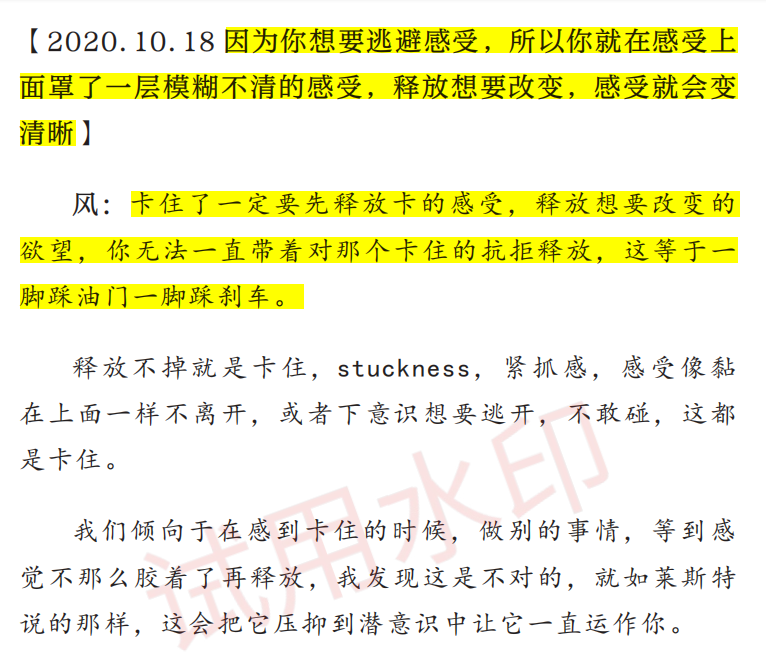 【2020.10.18 因为你想要逃避感受，所以你就在感受上
面罩了一层模糊不清的感受，释放想要改变，感受就会变
清晰】
风：卡住了一定要先释放卡的感受，释放想要改变的
欲望，你无法一直带着对那个卡住的抗拒释放，这等于一
脚踩油门一脚踩刹车。
释放不掉就是卡住，stuckness，紧抓感，感受像黏
在上面一样不离开，或者下意识想要逃开，不敢碰，这都
是卡住。
我们倾向于在感到卡住的时候，做别的事情，等到感
觉不那么胶着了再释放，我发现这是不对的，就如莱斯特
说的那样，这会把它压抑到潜意识中让它一直运作你。
试用水印